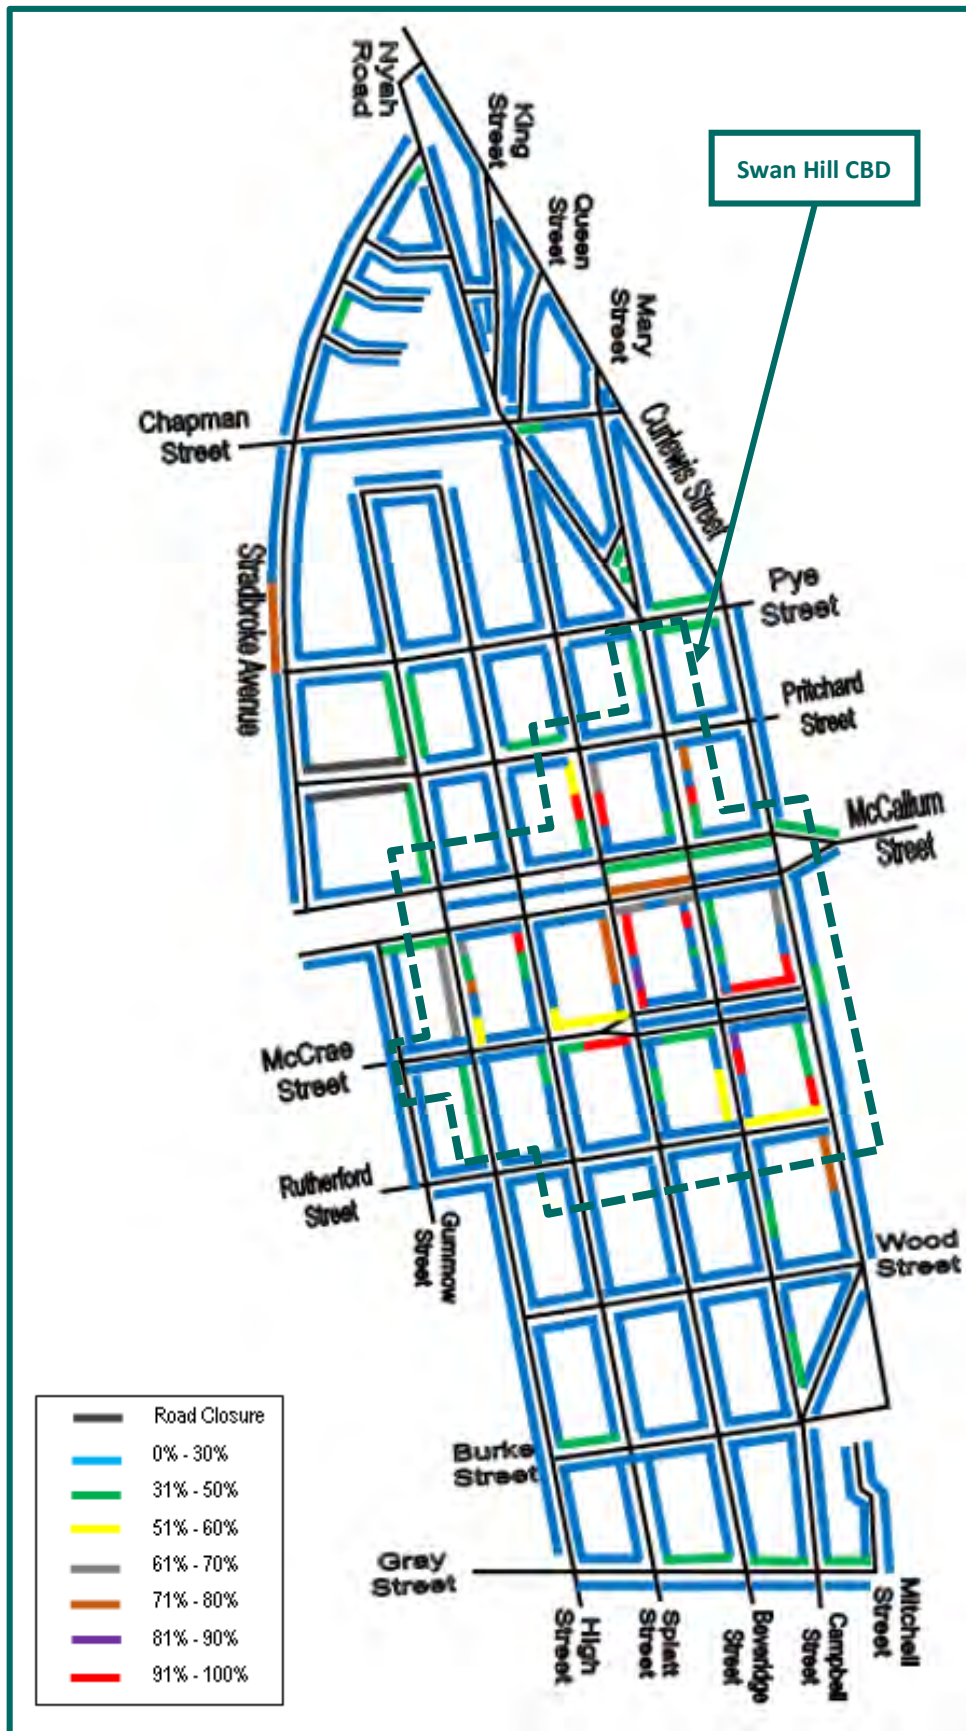 Nyah
Road
King
Street
Queen
Street
Mary
Street
Swan Hill CBD
Chapman
Street
Curlewis Street
Stradbroke Avenue
Pye
Street
Pritchard
Street
McCallum
Street
McCrae
Street
Rutherford
Street
Gummow
Street
Wood
Street
Burke
Street
Gray
Street
High
Street
Splatt
Street
Beveridge
Street
Campbell
Street
Mitchell
Street
Road Closure
0% - 30%
31% - 50%
51% - 60%
61% - 70%
71% - 80%
81% - 90%
91% - 100%